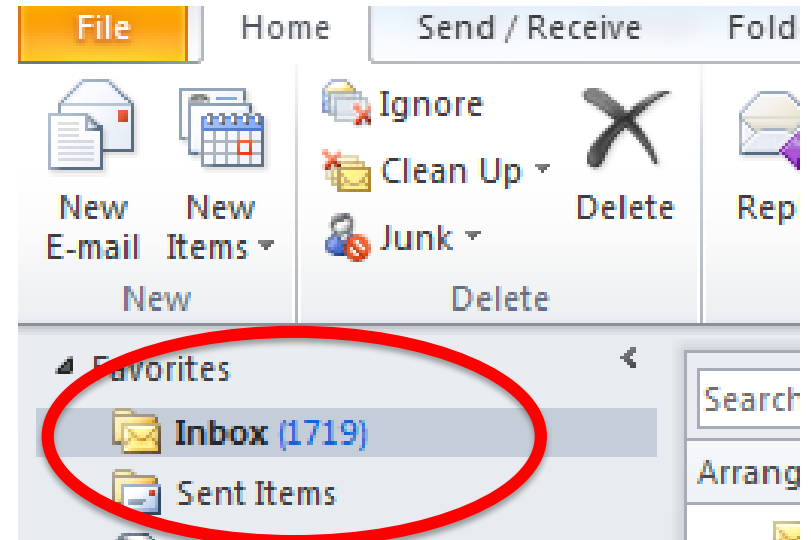 File Home Send / Receive Fold
Ignore
Clean Up
Junk
New E-mail
New Items
Delete
Rep
New Delete
Favorites
Inbox (1719)
Sent Items
Search
Arrang